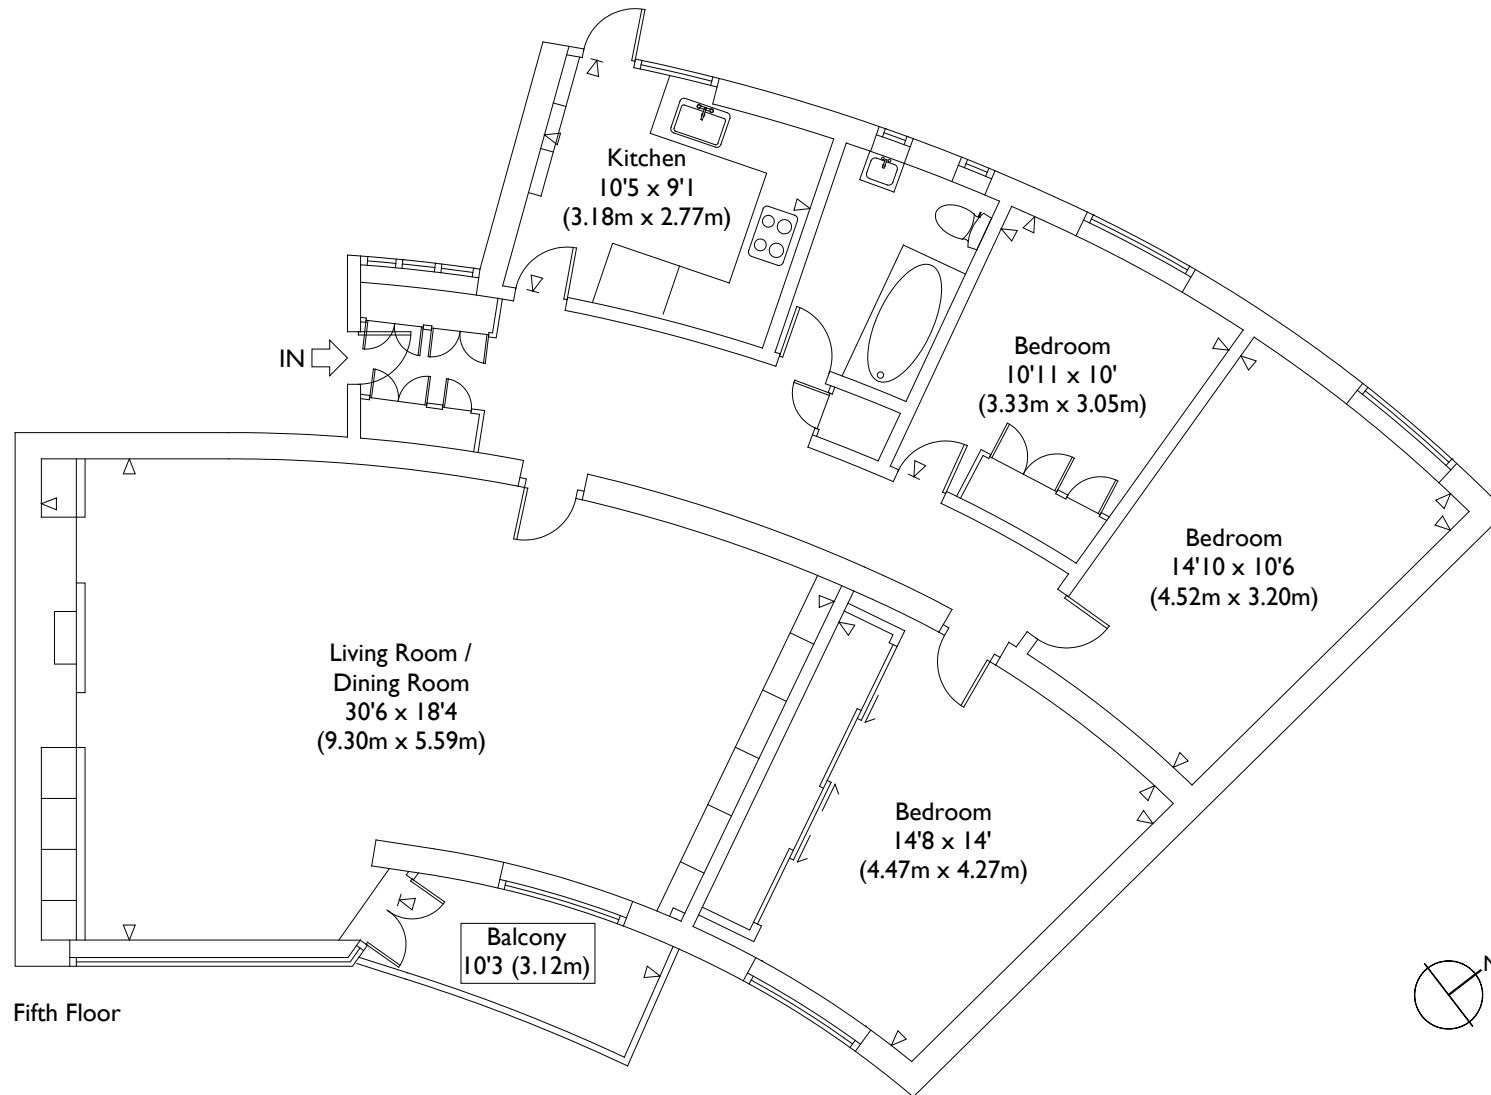 Kitchen
10'5 x 9'1
(3.18m x 2.77m)
IN
Bedroom
10'11 x 10'
(3.33m x 3.05m)
Bedroom
14'10 x 10'6
(4.52m x 3.20m)
Living Room /
Dining Room
30'6 x 18'4
(9.30m x 5.59m)
Bedroom
14'8 x 14'
(4.47m x 4.27m)
Balcony
10'3 (3.12m)
N
Fifth Floor